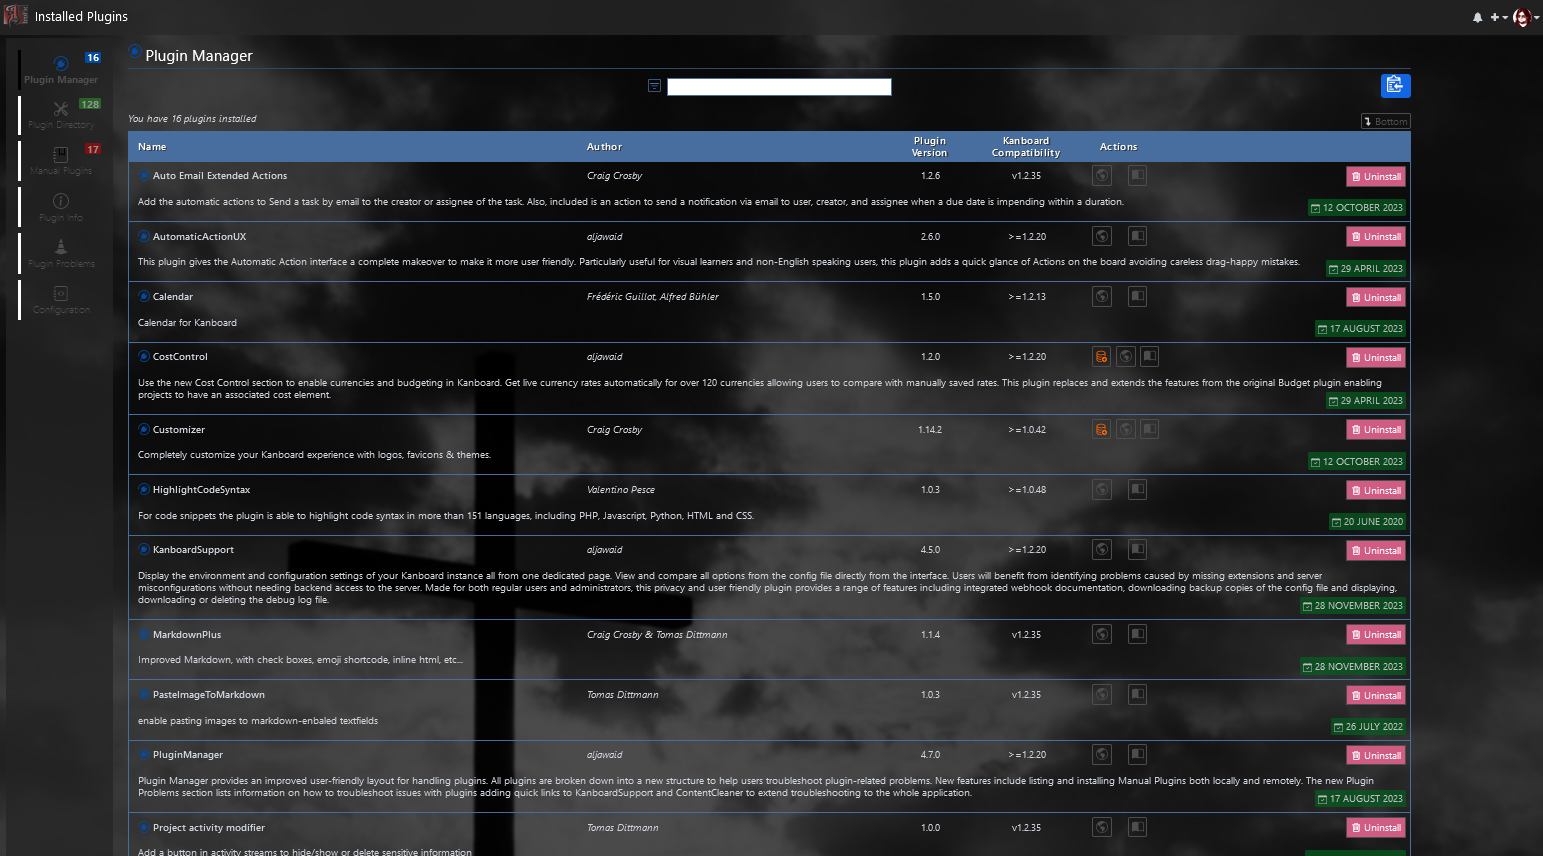 Installed Plugins
Plugin Manager
16
Plugin Directory
128
Manual Plugins
17
Plugin Info
Plugin Problems
Configuration
Plugin Manager
You have 16 plugins installed
Bottom
Name Author Plugin Version Kanboard Compatibility Actions
Auto Email Extended Actions Craig Crosby 1.2.6 v1.2.35 Uninstall
Add the automatic actions to Send a task by email to the creator or assignee of the task. Also, included is an action to send a notification via email to user, creator, and assignee when a due date is impending within a duration.
12 OCTOBER 2023
AutomaticActionUX aljawaid 2.6.0 >=1.2.20 Uninstall
This plugin gives the Automatic Action interface a complete makeover to make it more user friendly. Particularly useful for visual learners and non-English speaking users, this plugin adds a quick glance of Actions on the board avoiding careless drag-happy mistakes.
29 APRIL 2023
Calendar Frédéric Guillot, Alfred Bühler 1.5.0 >=1.2.13 Uninstall
Calendar for Kanboard
17 AUGUST 2023
CostControl aljawaid 1.2.0 >=1.2.20 Uninstall
Use the new Cost Control section to enable currencies and budgeting in Kanboard. Get live currency rates automatically for over 120 currencies allowing users to compare with manually saved rates. This plugin replaces and extends the features from the original Budget plugin enabling
projects to have an associated cost element.
29 APRIL 2023
Customizer Craig Crosby 1.14.2 >=1.0.42 Uninstall
Completely customize your Kanboard experience with logos, favicons & themes.
12 OCTOBER 2023
HighlightCodeSyntax Valentino Pesce 1.0.3 >=1.0.48 Uninstall
For code snippets the plugin is able to highlight code syntax in more than 151 languages, including PHP, Javascript, Python, HTML and CSS.
20 JUNE 2020
KanboardSupport aljawaid 4.5.0 >=1.2.20 Uninstall
Display the environment and configuration settings of your Kanboard instance all from one dedicated page. View and compare all options from the config file directly from the interface. Users will benefit from identifying problems caused by missing extensions and server
misconfigurations without needing backend access to the server. Made for both regular users and administrators, this privacy and user friendly plugin provides a range of features including integrated webhook documentation, downloading backup copies of the config file and displaying,
downloading or deleting the debug log file.
28 NOVEMBER 2023
MarkdownPlus Craig Crosby & Tomas Dittmann 1.1.4 v1.2.35 Uninstall
Improved Markdown, with check boxes, emoji shortcode, inline html, etc...
28 NOVEMBER 2023
PasteImageToMarkdown Tomas Dittmann 1.0.3 v1.2.35 Uninstall
enable pasting images to markdown-enbaled textfields
26 JULY 2022
PluginManager aljawaid 4.7.0 >=1.2.20 Uninstall
Plugin Manager provides an improved user-friendly layout for handling plugins. All plugins are broken down into a new structure to help users troubleshoot plugin-related problems. New features include listing and installing Manual Plugins both locally and remotely. The new Plugin
Problems section lists information on how to troubleshoot issues with plugins adding quick links to KanboardSupport and ContentCleaner to extend troubleshooting to the whole application.
17 AUGUST 2023
Project activity modifier Tomas Dittmann 1.0.0 v1.2.35 Uninstall
Add a button in activity streams to hide/show or delete sensitive information